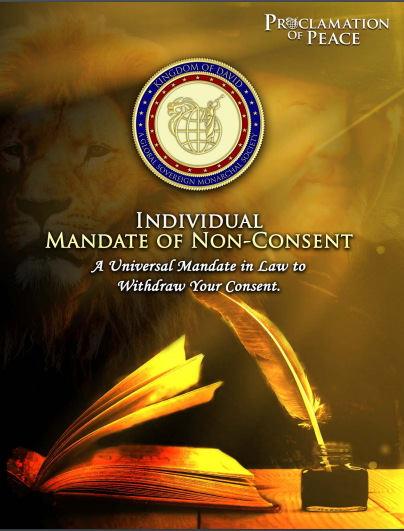 PROCLAMATION
OF PEACE
KINGDOM OF DAVID
A GLOBAL SOVEREIGN MONARCHAL SOCIETY
INDIVIDUAL
MANDATE OF NON-CONSENT
A Universal Mandate in Law to
Withdraw Your Consent.